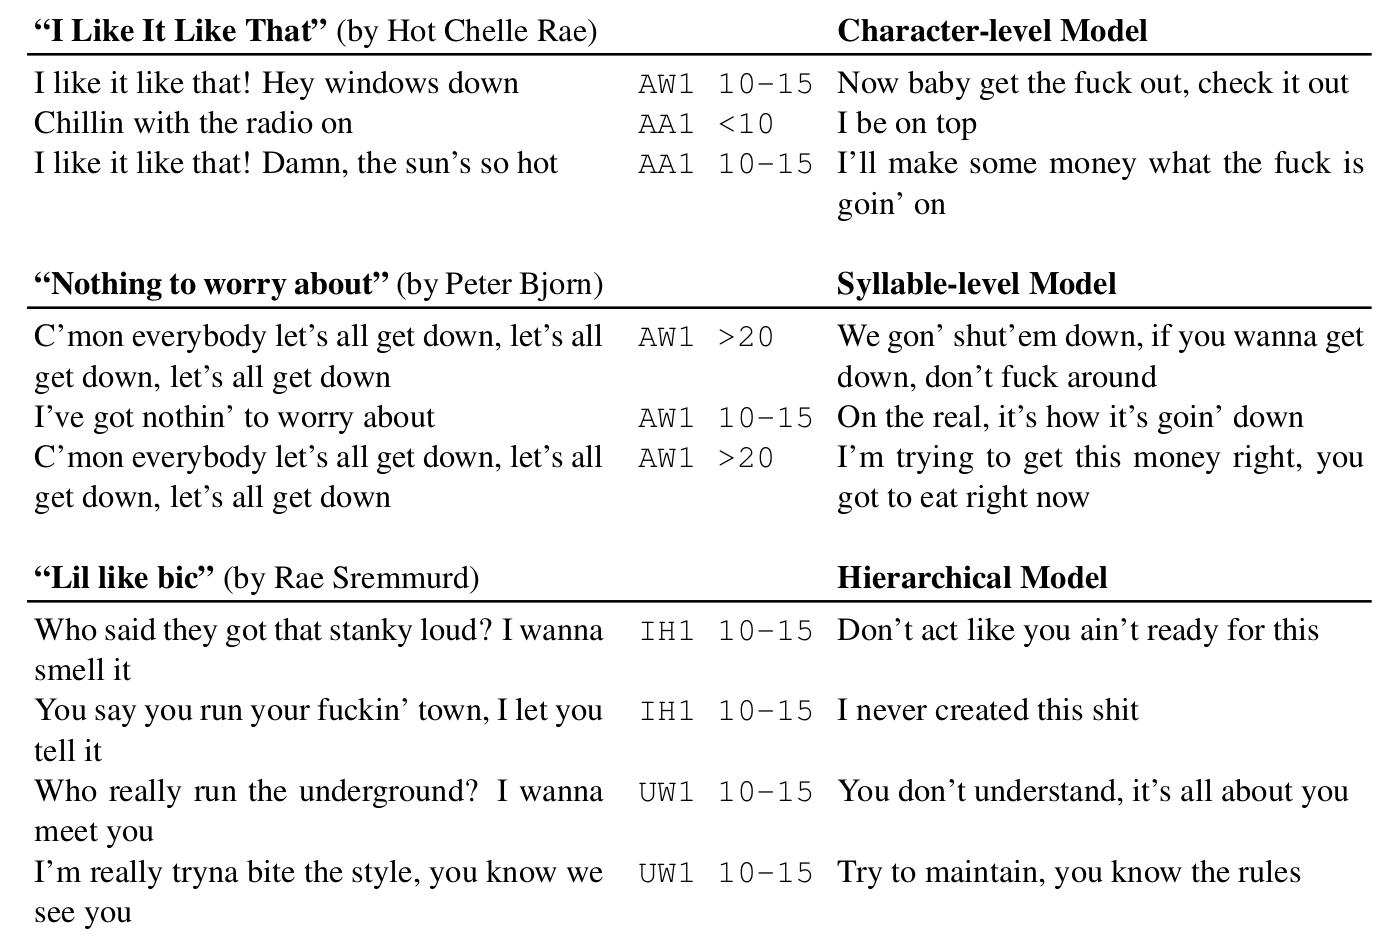 “I Like It Like That” (by Hot Chelle Rae) Character-level Model
I like it like that! Hey windows down AW1 10-15 Now baby get the fuck out, check it out
Chillin with the radio on AA1 <10 I be on top
I like it like that! Damn, the sun’s so hot AA1 10-15 I’ll make some money what the fuck is
goin’ on
“Nothing to worry about” (by Peter Bjorn) Syllable-level Model
C’mon everybody let’s all get down, let’s all AW1 >20 We gon’ shut’em down, if you wanna get
get down, let’s all get down down, don’t fuck around
I’ve got nothin’ to worry about AW1 10-15 On the real, it’s how it’s goin’ down
C’mon everybody let’s all get down, let’s all AW1 >20 I’m trying to get this money right, you
get down, let’s all get down got to eat right now
“Lil like bic” (by Rae Sremmurd) Hierarchical Model
Who said they got that stanky loud? I wanna IH1 10-15 Don’t act like you ain’t ready for this
smell it
You say you run your fuckin’ town, I let you IH1 10-15 I never created this shit
tell it
Who really run the underground? I wanna UW1 10-15 You don’t understand, it’s all about you
meet you
I’m really tryna bite the style, you know we UW1 10-15 Try to maintain, you know the rules
see you